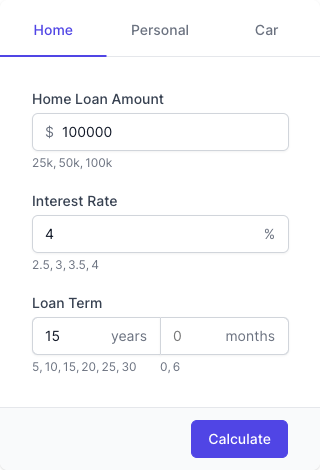 Home Personal Car
Home Loan Amount
$ 100000
25k, 50k, 100k
Interest Rate
4 %
2.5, 3, 3.5, 4
Loan Term
15 years 0 months
5, 10, 15, 20, 25, 30 0, 6
Calculate